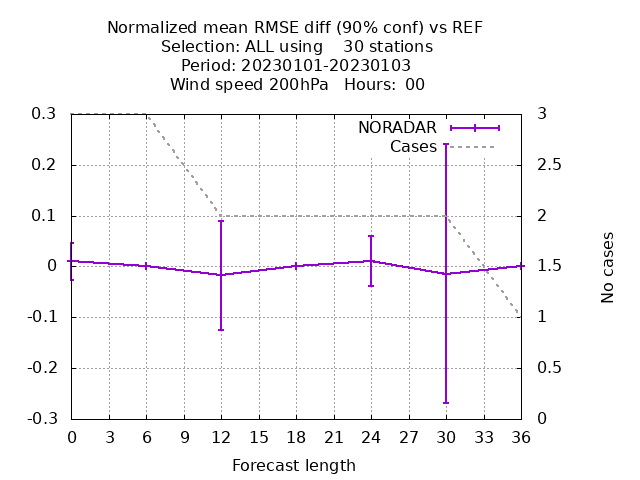 Normalized mean RMSE diff (90% conf) vs REF
Selection: ALL using    30 stations
Period: 20230101-20230103
Wind speed 200hPa   Hours: 00
NORADAR
Cases
0.3
0.2
0.1
0
-0.1
-0.2
-0.3
3
2.5
2
1.5
1
0.5
0
No cases
0 3 6 9 12 15 18 21 24 27 30 33 36
Forecast length